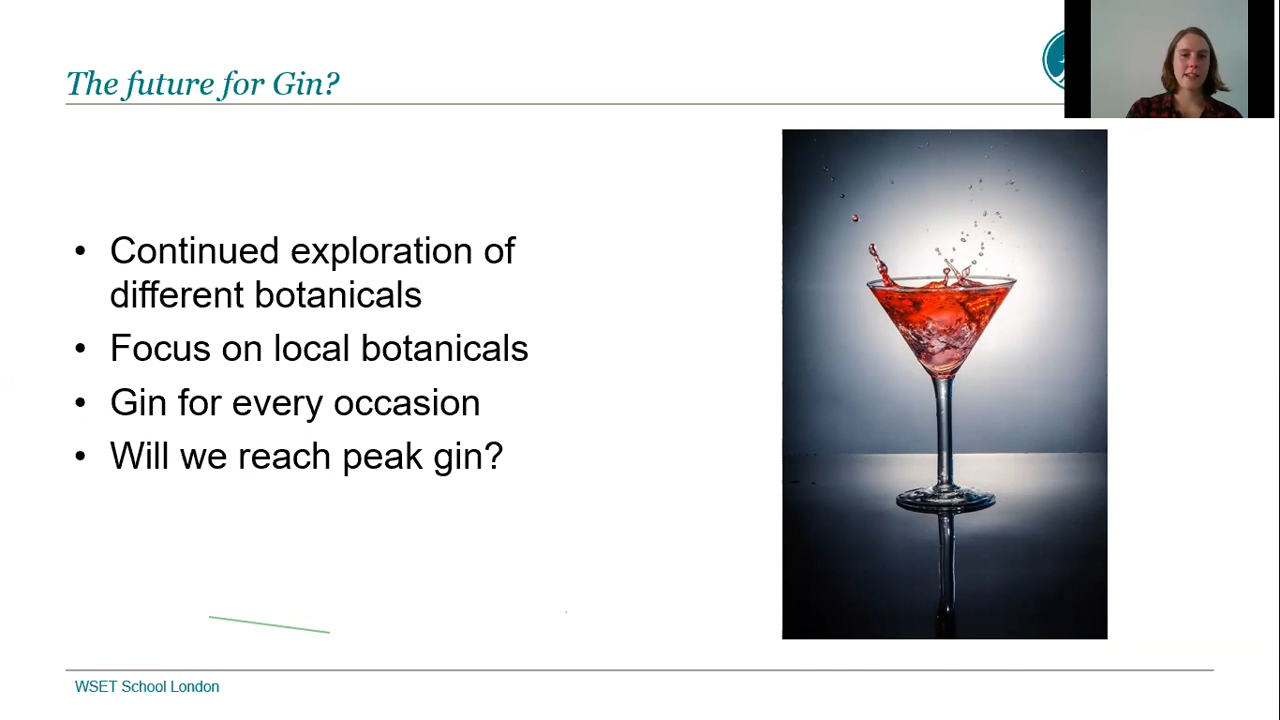 The future for Gin?
• Continued exploration of
different botanicals
• Focus on local botanicals
• Gin for every occasion
• Will we reach peak gin?
WSET School London